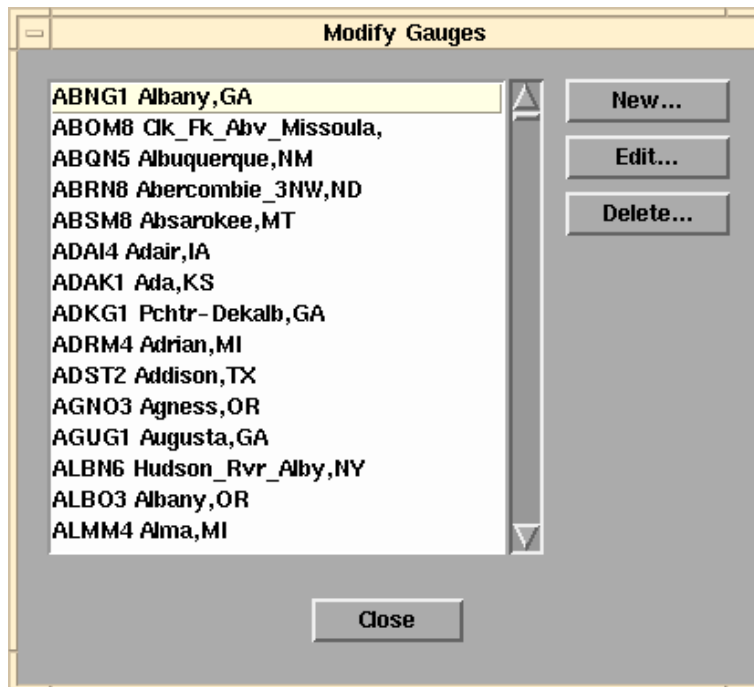 Modify Gauges
ABNG1 Albany,GA
ABOM8 Clk_Fk_Abv_Missoula,
ABQN5 Albuquerque,NM
ABRN8 Abercombie_3NW,ND
ABSM8 Absarokee,MT
ADAI4 Adair,IA
ADAK1 Ada,KS
ADKG1 Pchtr-Dekalb,GA
ADRM4 Adrian,MI
ADST2 Addison,TX
AGNO3 Agness,OR
AGUG1 Augusta,GA
ALBN6 Hudson_Rvr_Alby,NY
ALBO3 Albany,OR
ALMM4 Alma,MI
New...
Edit...
Delete...
Close